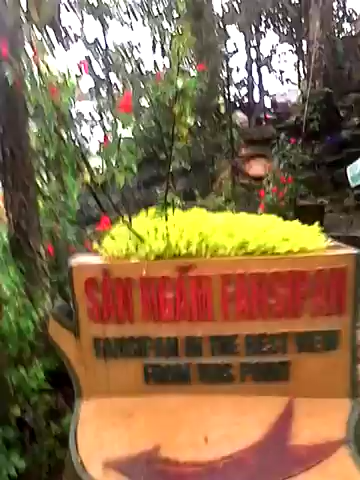 SÂN NGẮM FANSIPAN
FANSIPAN IN THE BEST VIEW
FROM THIS POINT